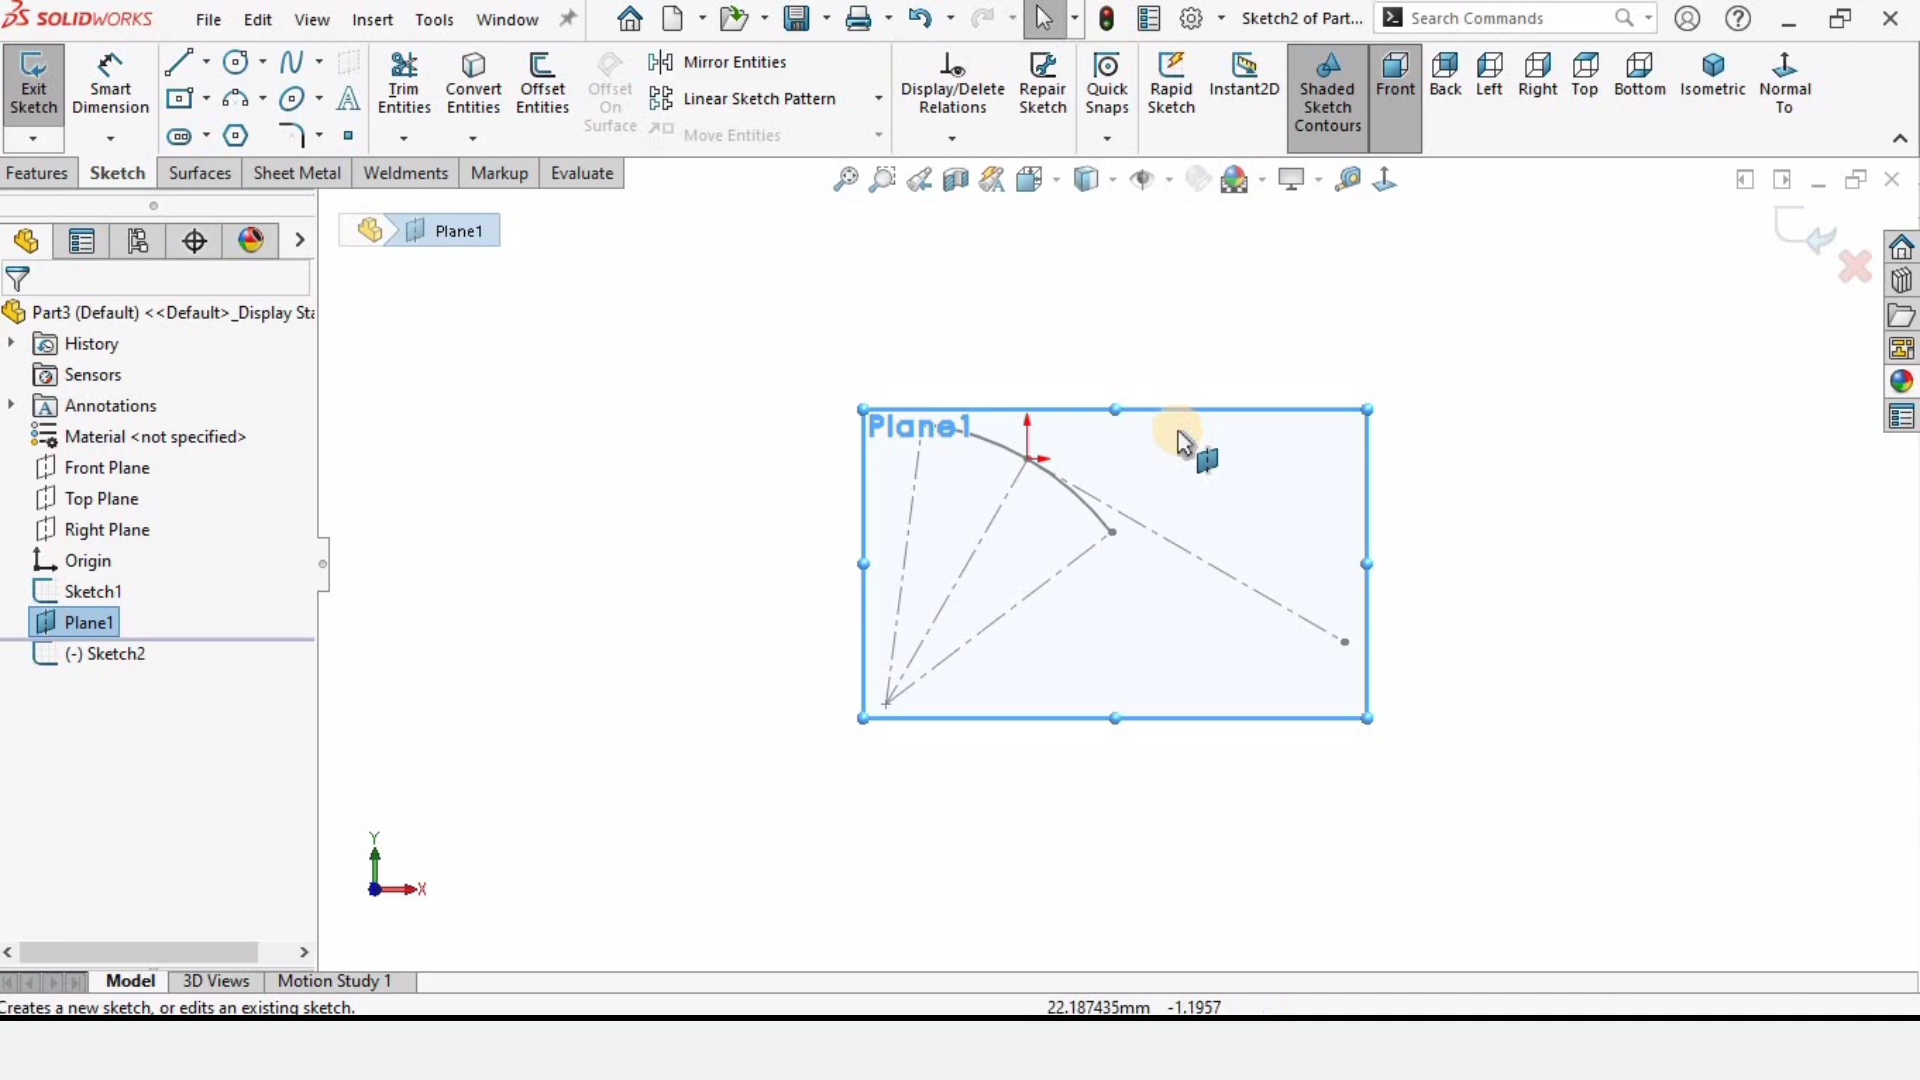 SOLIDWORKS
File Edit View Insert Tools Window
Sketch2 of Part...
Search Commands
Exit Sketch
Smart Dimension
Trim Entities
Convert Entities
Offset Entities
Offset On Surface
Mirror Entities
Linear Sketch Pattern
Move Entities
Display/Delete Relations
Repair Sketch
Quick Snaps
Rapid Sketch
Instant2D
Shaded Sketch Contours
Front
Back
Left
Right
Top
Bottom
Isometric
Normal To
Features Sketch Surfaces Sheet Metal Weldments Markup Evaluate
Plane1
Part3 (Default) <<Default>_Display Sta
History
Sensors
Annotations
Material <not specified>
Front Plane
Top Plane
Right Plane
Origin
Sketch1
Plane1
(-) Sketch2
Plane1
Y
X
Model 3D Views Motion Study 1
Creates a new sketch, or edits an existing sketch.
22.187435mm -1.1957